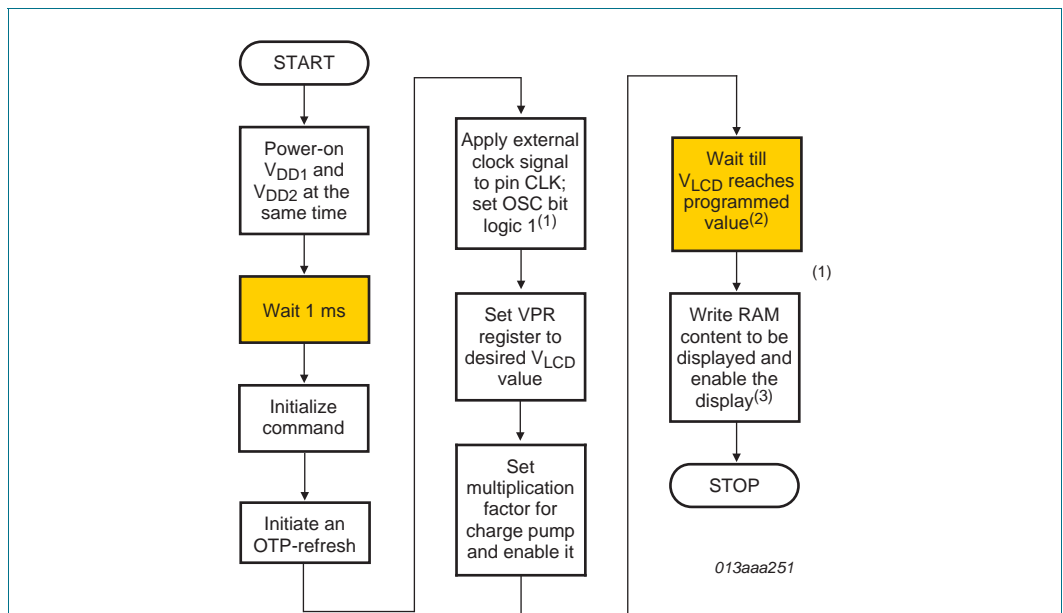 START
Power-on
VDD1 and
VDD2 at the
same time
Wait 1 ms
Initialize
command
Initiate an
OTP-refresh
Apply external
clock signal
to pin CLK;
set OSC bit
logic 1(1)
Set VPR
register to
desired VLCD
value
Set
multiplication
factor for
charge pump
and enable it
Wait till
VLCD reaches
programmed
value(2)
(1)
Write RAM
content to be
displayed and
enable the
display(3)
STOP
013aaa251